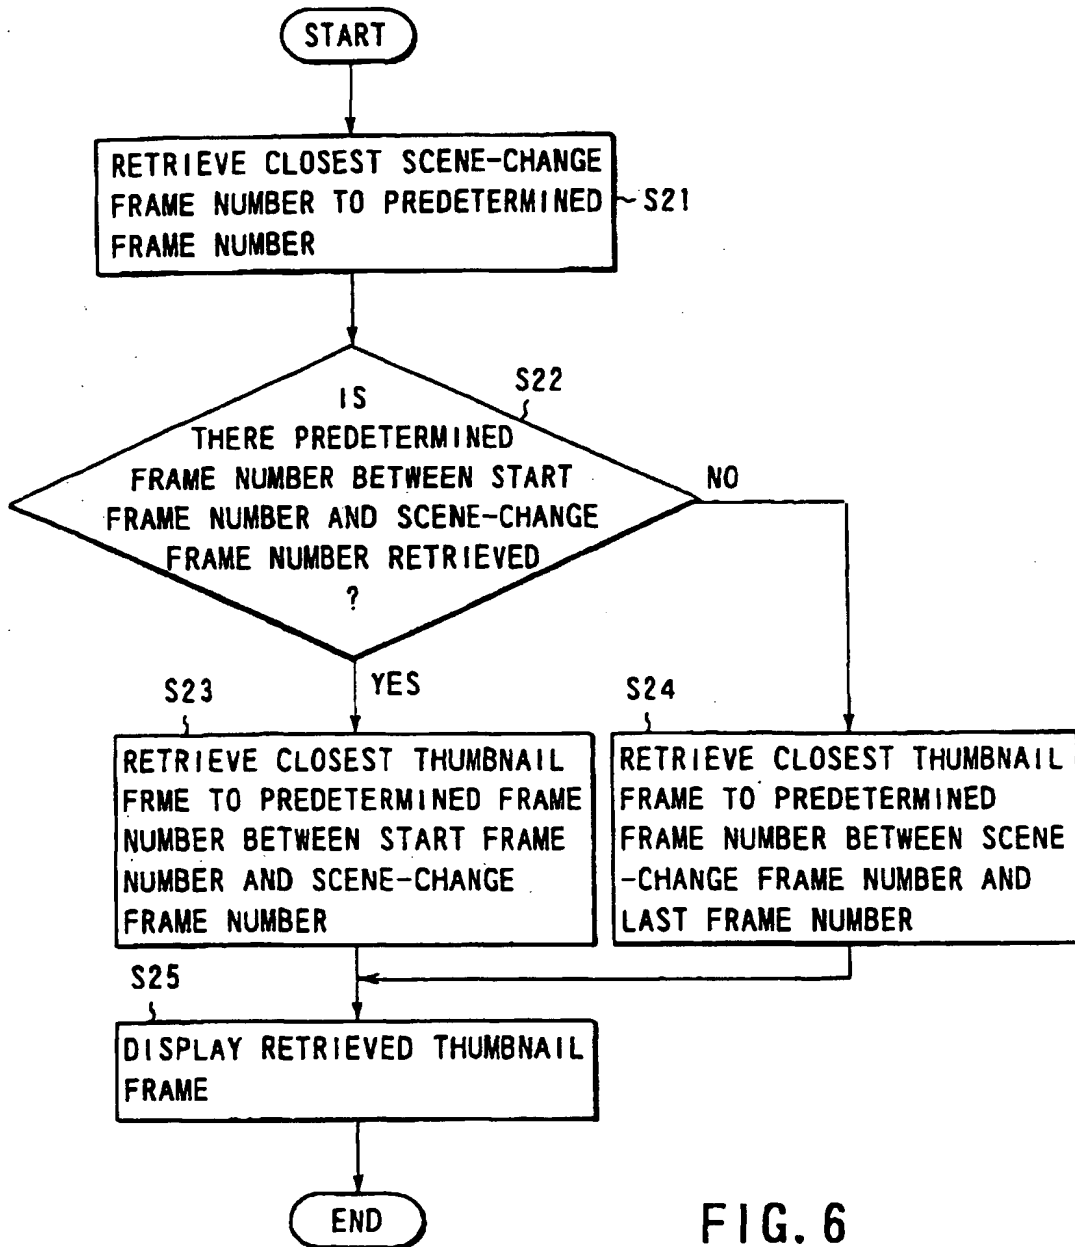 START
RETRIEVE CLOSEST SCENE-CHANGE
FRAME NUMBER TO PREDETERMINED
FRAME NUMBER
S21
S22
IS
THERE PREDETERMINED
FRAME NUMBER BETWEEN START
FRAME NUMBER AND SCENE-CHANGE
FRAME NUMBER RETRIEVED
?
NO
YES
S23
RETRIEVE CLOSEST THUMBNAIL
FRME TO PREDETERMINED FRAME
NUMBER BETWEEN START FRAME
NUMBER AND SCENE-CHANGE
FRAME NUMBER
S24
RETRIEVE CLOSEST THUMBNAIL
FRAME TO PREDETERMINED
FRAME NUMBER BETWEEN SCENE
-CHANGE FRAME NUMBER AND
LAST FRAME NUMBER
S25
DISPLAY RETRIEVED THUMBNAIL
FRAME
END
FIG. 6